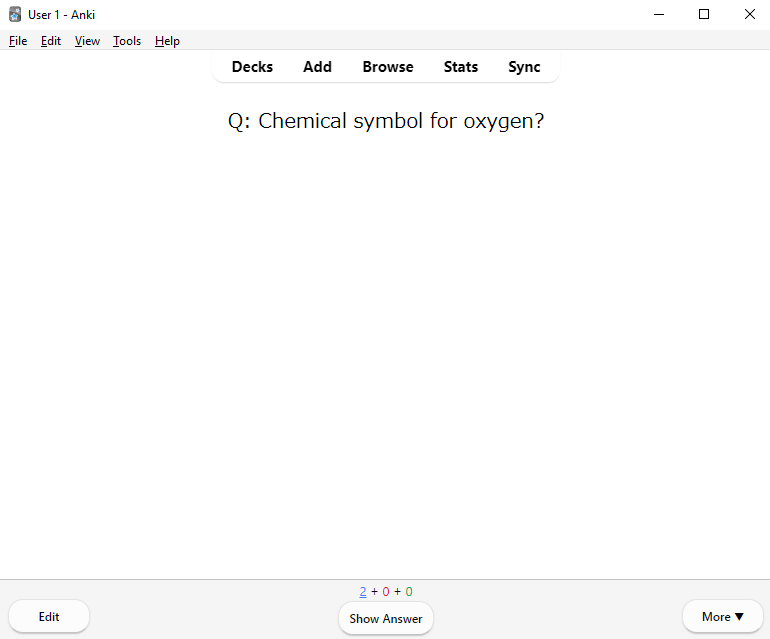 User 1 - Anki
File Edit View Tools Help
Decks Add Browse Stats Sync
Q: Chemical symbol for oxygen?
2 + 0 + 0
Edit Show Answer More ▼